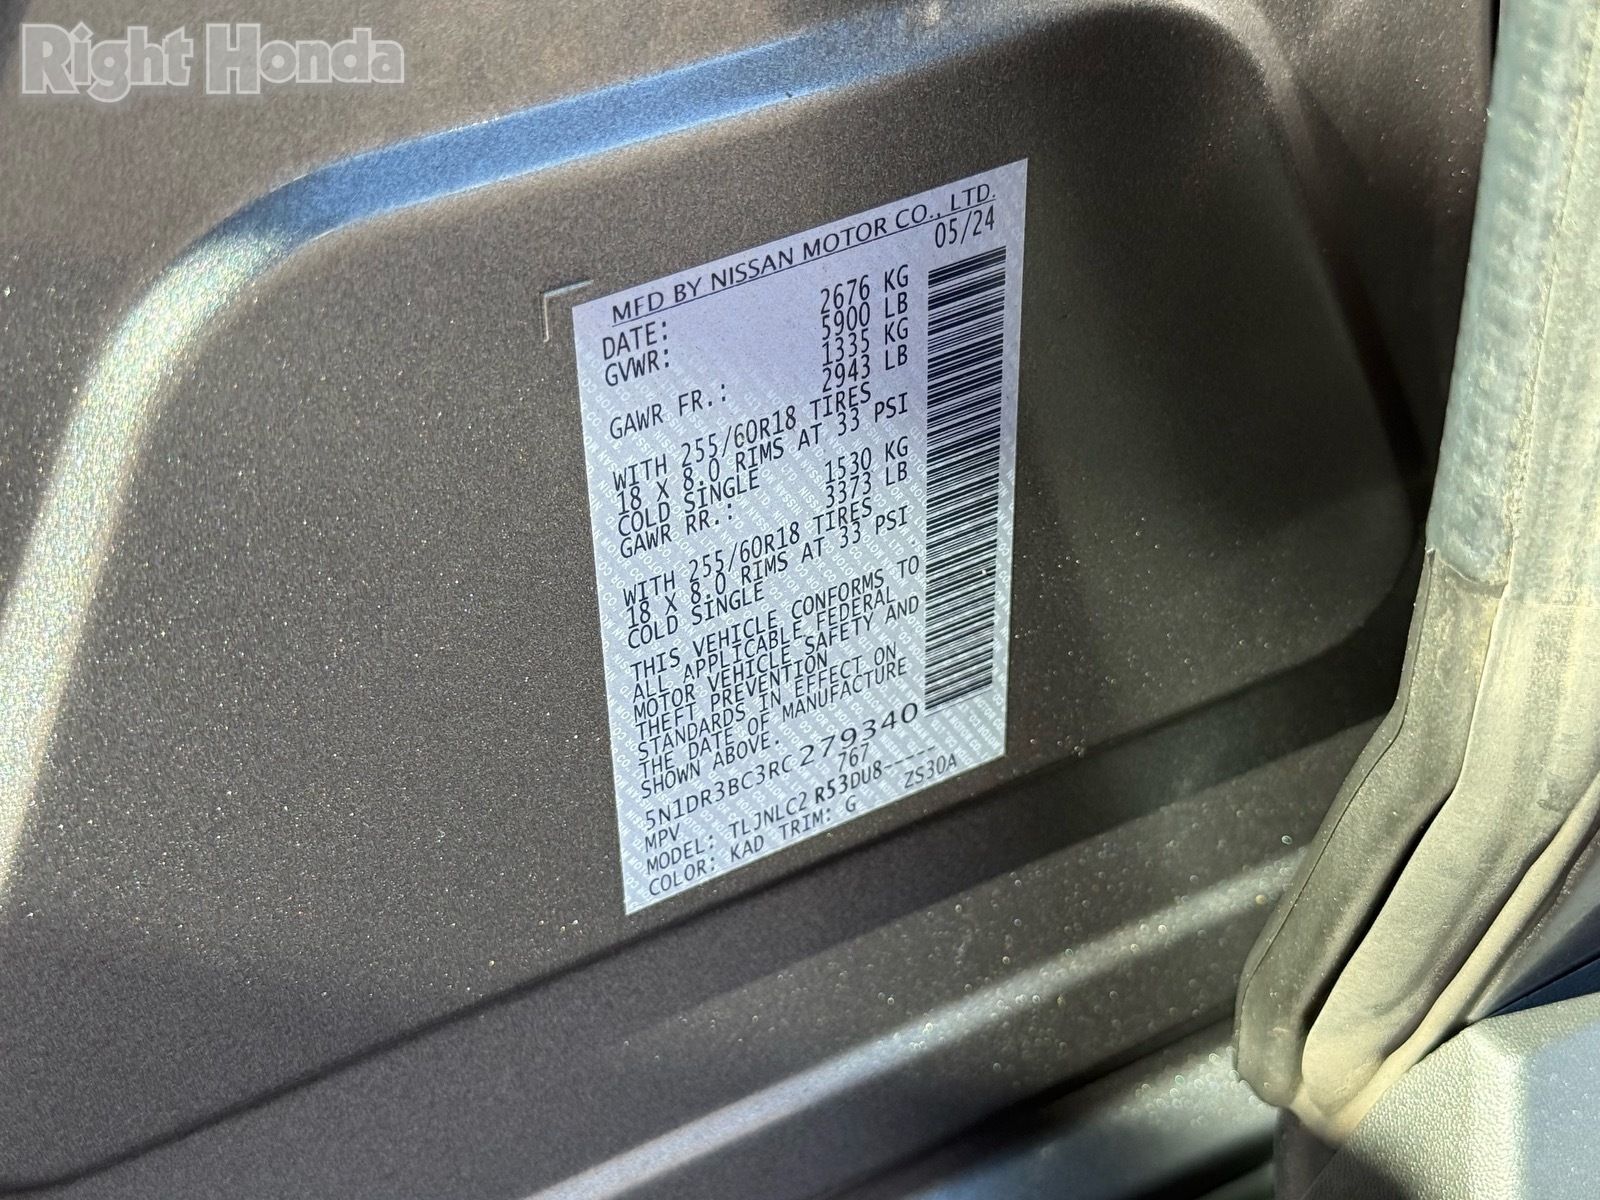 Right Honda
MFD BY NISSAN MOTOR CO., LTD.
DATE: 05/24
GVWR: 2676 KG
5900 LB
GAWR FR.: 1335 KG
2943 LB
WITH 255/60R18 TIRES
18 X 8.0 RIMS AT 33 PSI
COLD SINGLE
GAWR RR.: 1530 KG
3373 LB
WITH 255/60R18 TIRES
18 X 8.0 RIMS AT 33 PSI
COLD SINGLE
THIS VEHICLE CONFORMS TO
ALL APPLICABLE FEDERAL
MOTOR VEHICLE SAFETY AND
THEFT PREVENTION
STANDARDS IN EFFECT ON
THE DATE OF MANUFACTURE
SHOWN ABOVE.
5N1DR3BC3RC279340
MPV 767
MODEL: TLJNLC2 R53DU8-----
COLOR: KAD TRIM: G ZS30A